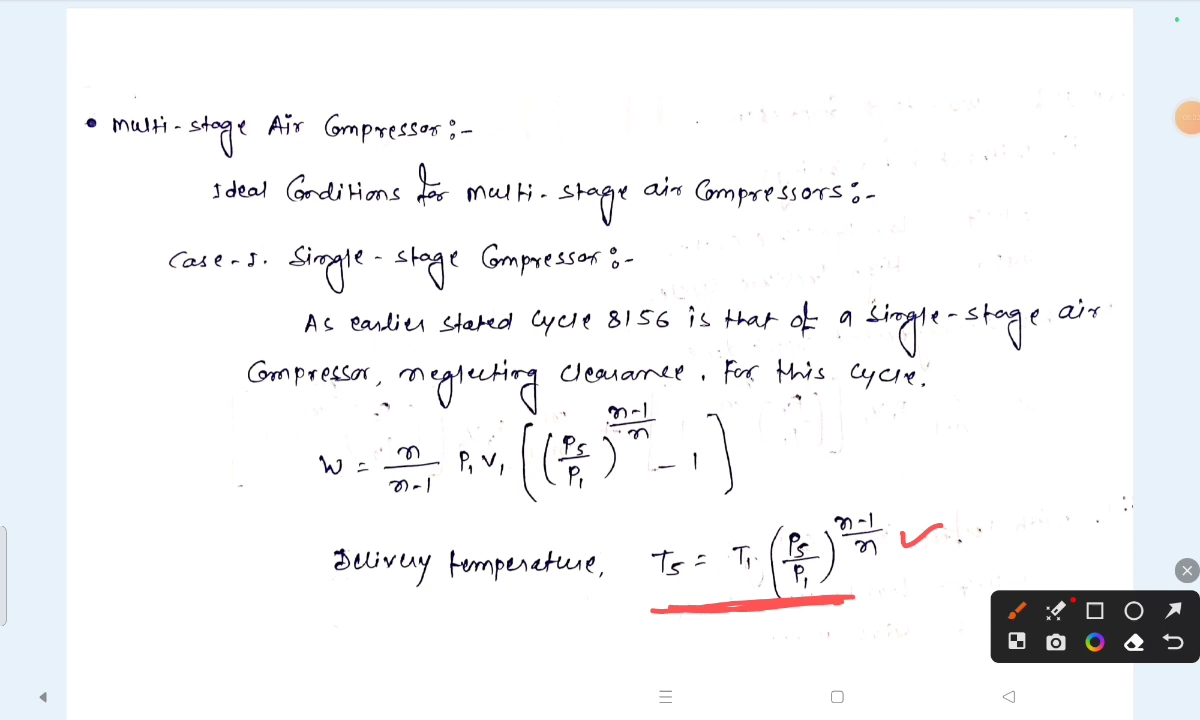 • Multi-stage Air Compressor:-
Ideal Conditions for multi-stage air Compressors:-
Case-I. Single-stage Compressor:-
As earlier stated cycle 8156 is that of a single-stage air
Compressor, neglecting clearance. For this cycle.
W = n/(n-1) P₁V₁ [(P₅/P₁)^((n-1)/n) - 1]
Delivery temperature, T₅ = T₁ (P₅/P₁)^((n-1)/n) ✓